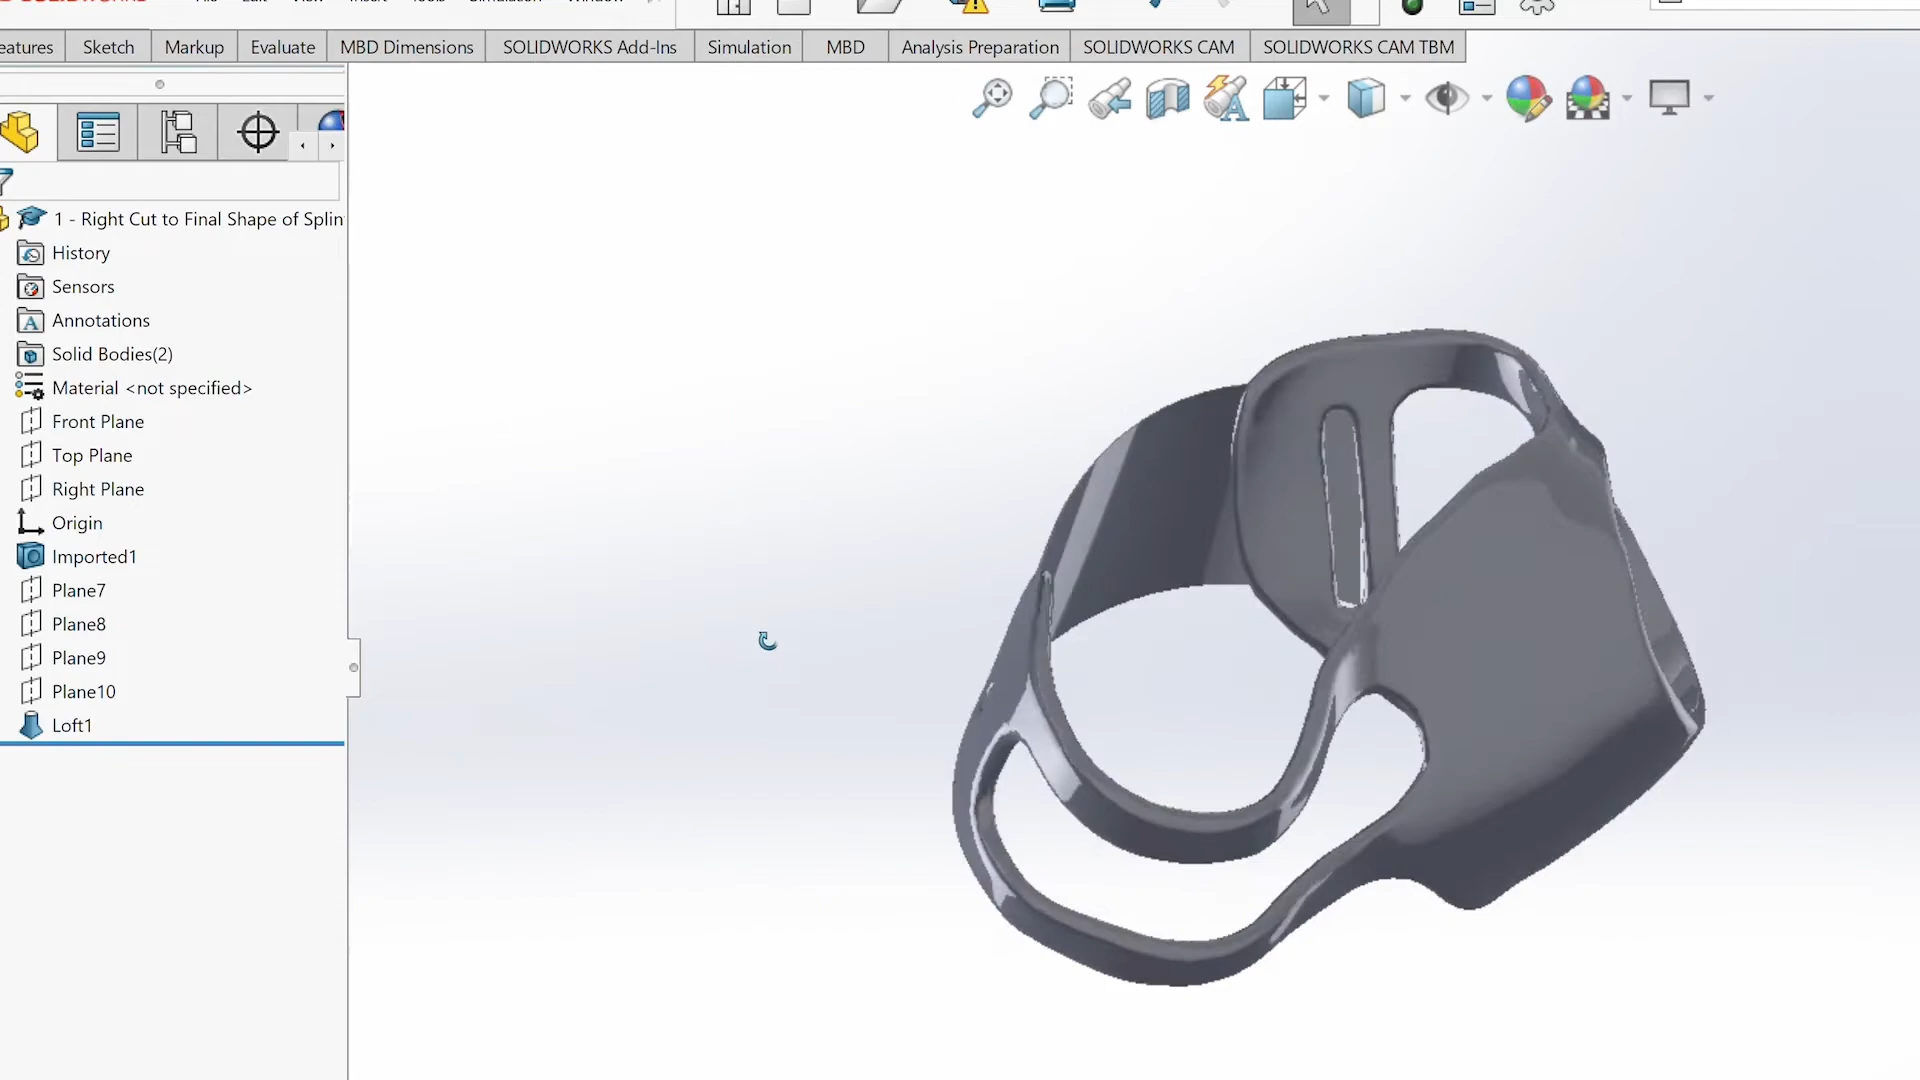 eatures Sketch Markup Evaluate MBD Dimensions SOLIDWORKS Add-Ins Simulation MBD Analysis Preparation SOLIDWORKS CAM SOLIDWORKS CAM TBM
1 - Right Cut to Final Shape of Splin
History
Sensors
Annotations
Solid Bodies(2)
Material <not specified>
Front Plane
Top Plane
Right Plane
Origin
Imported1
Plane7
Plane8
Plane9
Plane10
Loft1